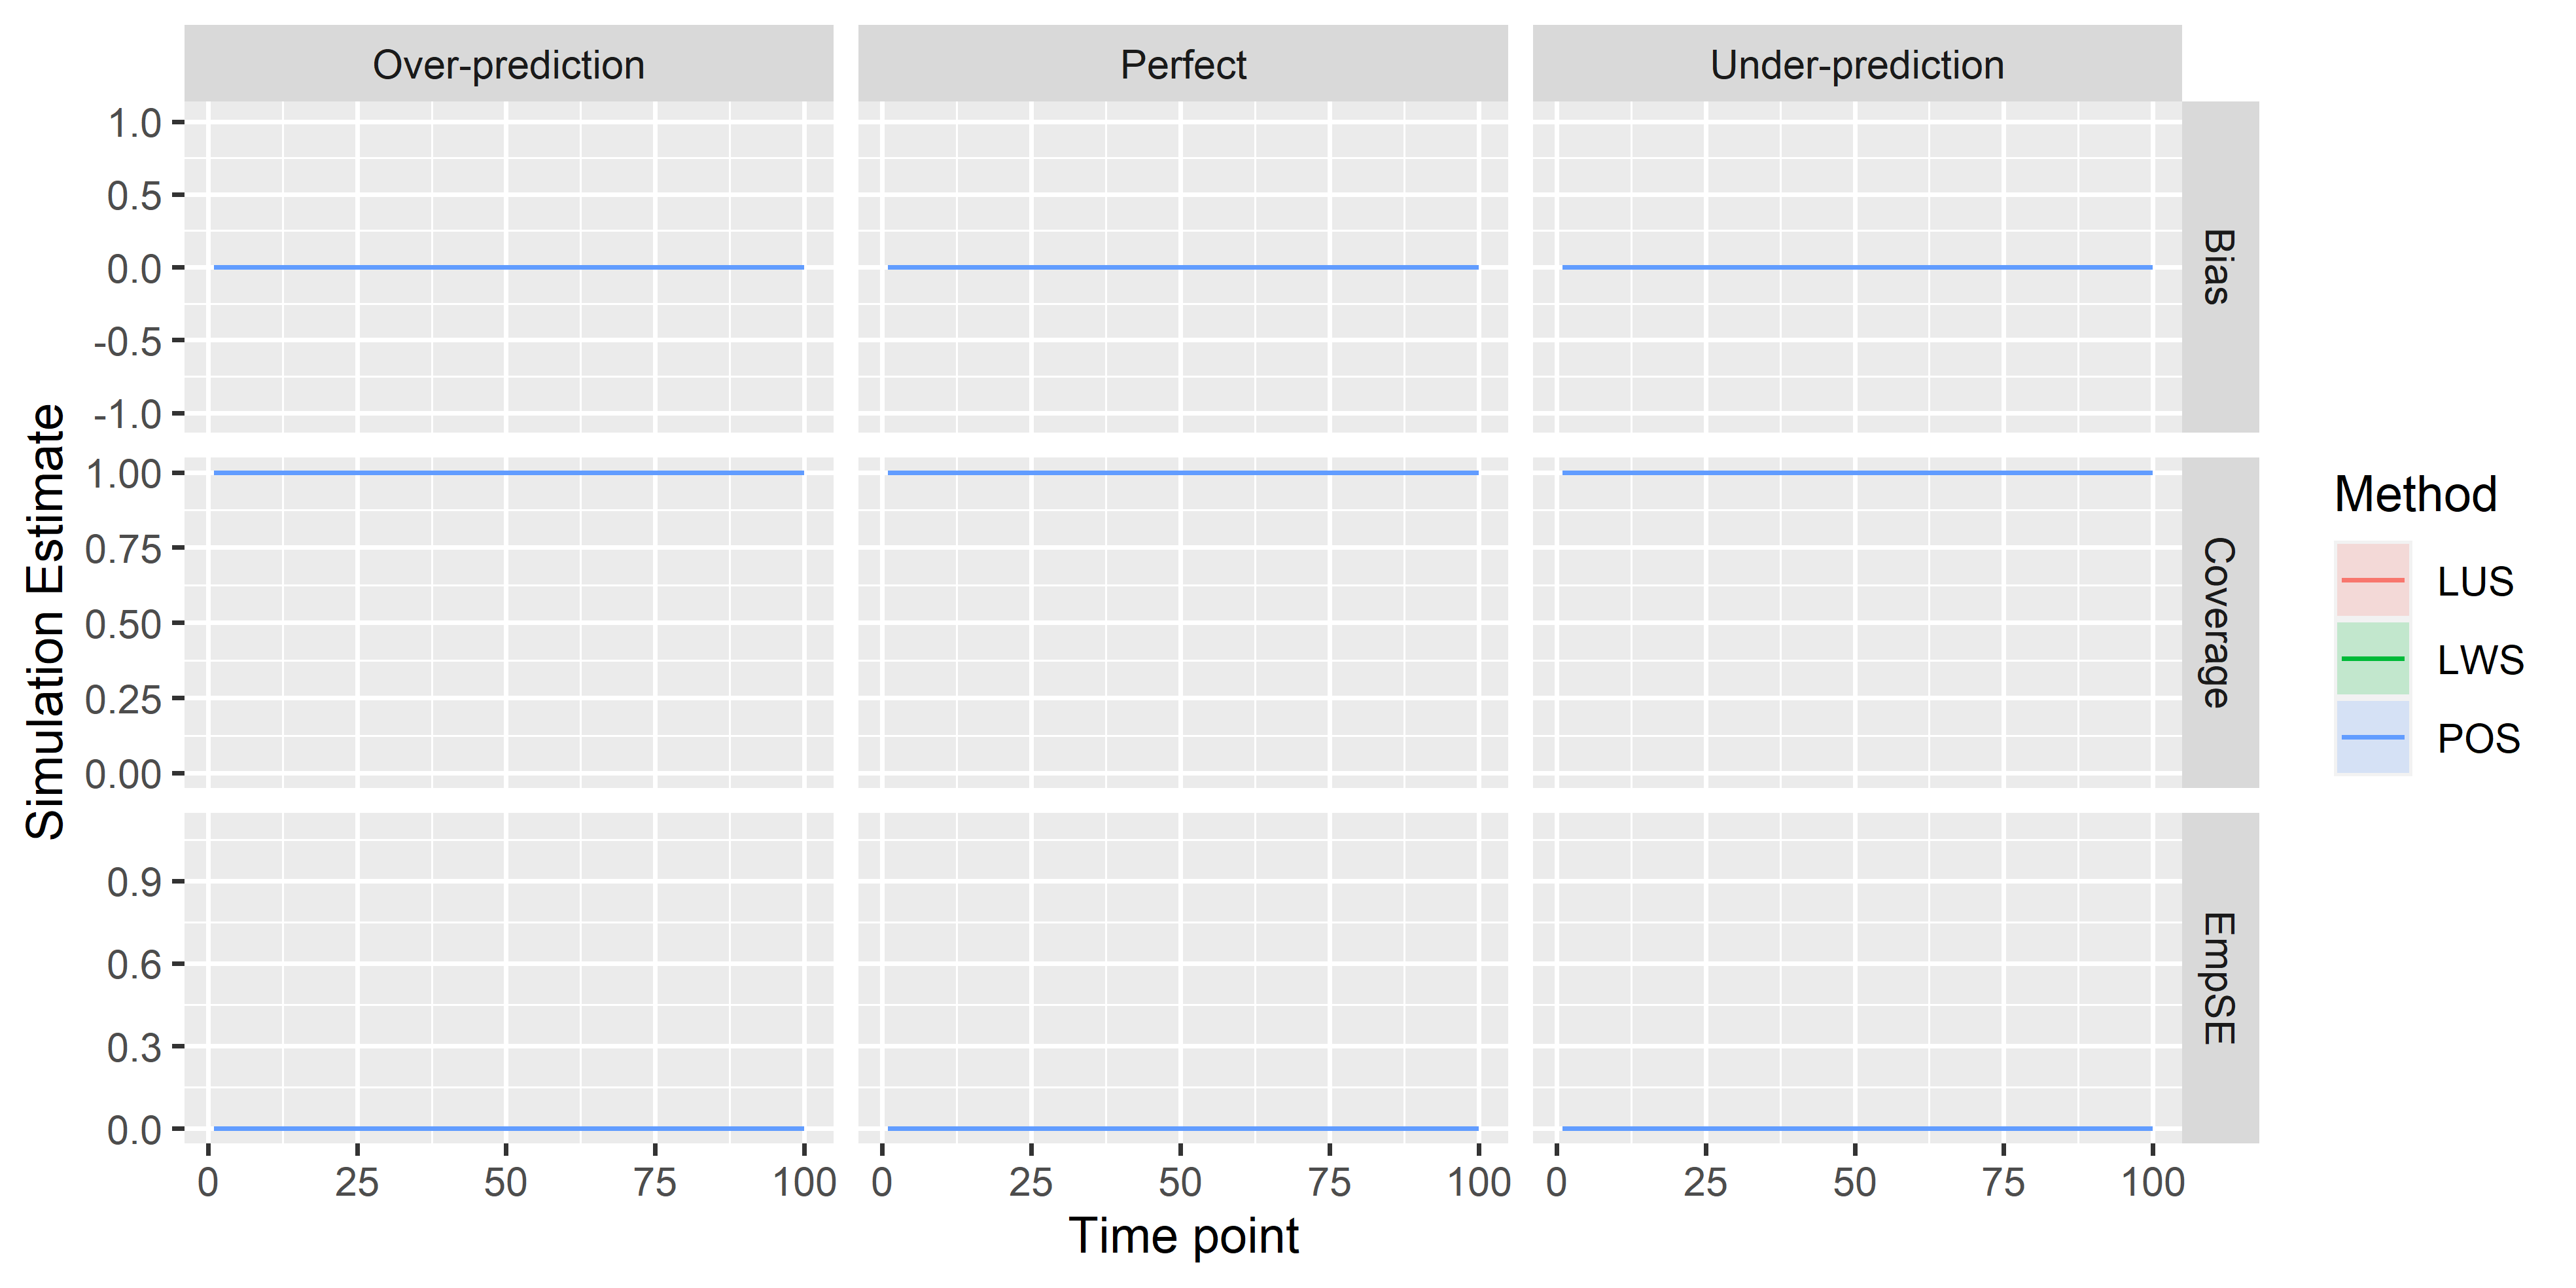 Over-prediction
Perfect
Under-prediction
Simulation Estimate
1.0
0.5
0.0
-0.5
-1.0
Bias
1.00
0.75
0.50
0.25
0.00
Coverage
0.9
0.6
0.3
0.0
EmpSE
0 25 50 75 100
0 25 50 75 100
0 25 50 75 100
Time point
Method
LUS
LWS
POS